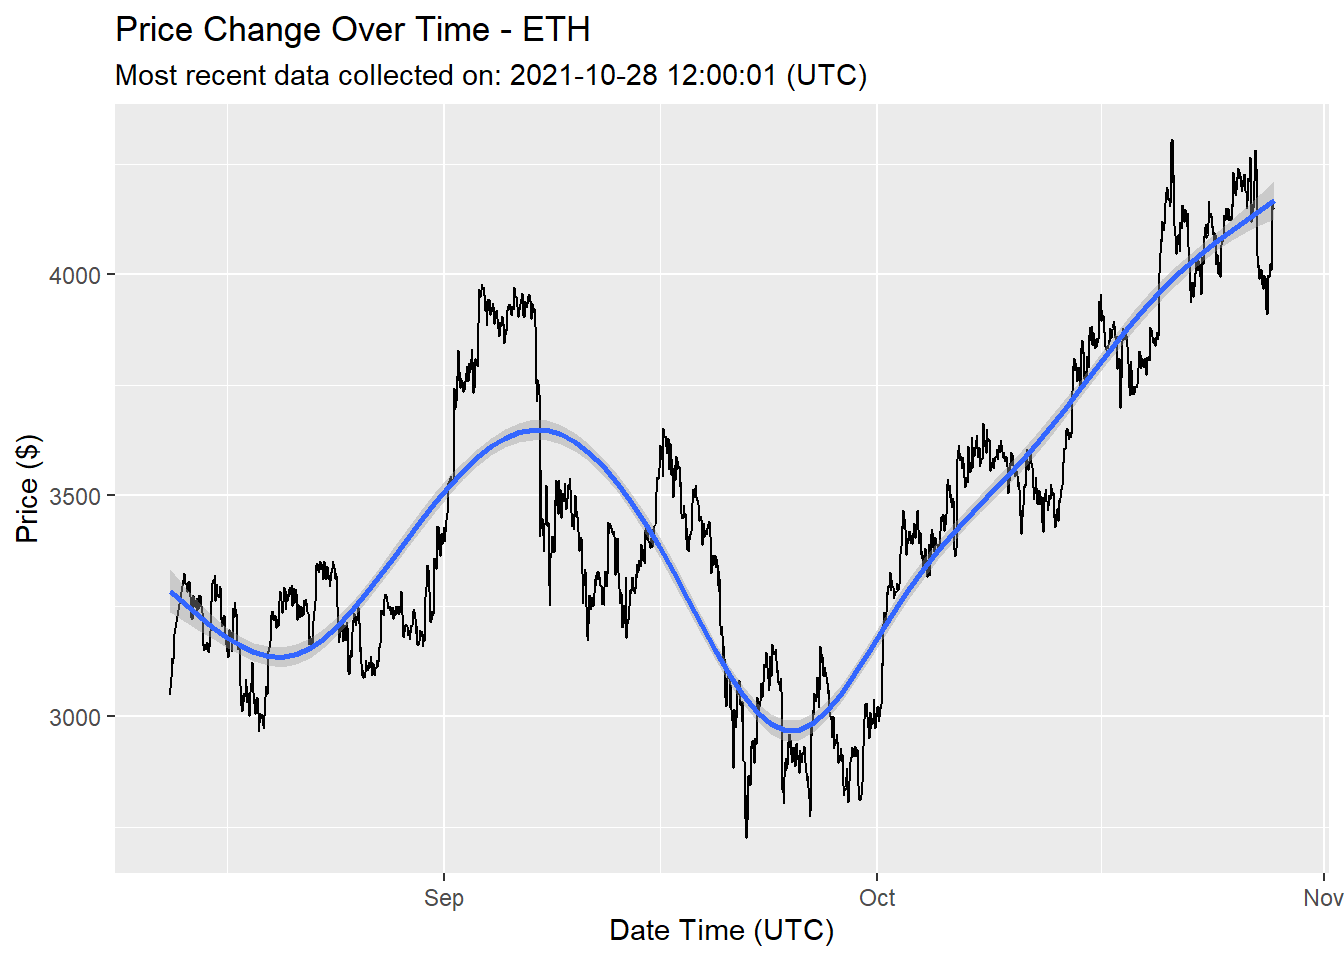 Price Change Over Time - ETH
Most recent data collected on: 2021-10-28 12:00:01 (UTC)
Price ($)
4000
3500
3000
Sep
Oct
Nov
Date Time (UTC)